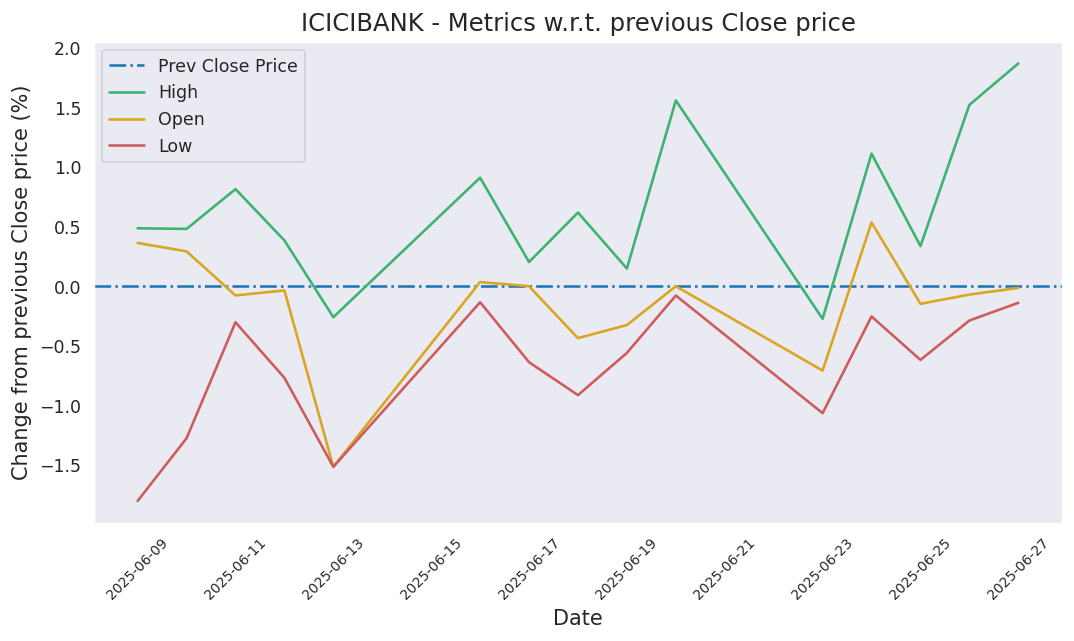 ICICIBANK - Metrics w.r.t. previous Close price
Change from previous Close price (%)
2.0
1.5
1.0
0.5
0.0
−0.5
−1.0
−1.5
Prev Close Price
High
Open
Low
2025-06-09
2025-06-11
2025-06-13
2025-06-15
2025-06-17
2025-06-19
2025-06-21
2025-06-23
2025-06-25
2025-06-27
Date